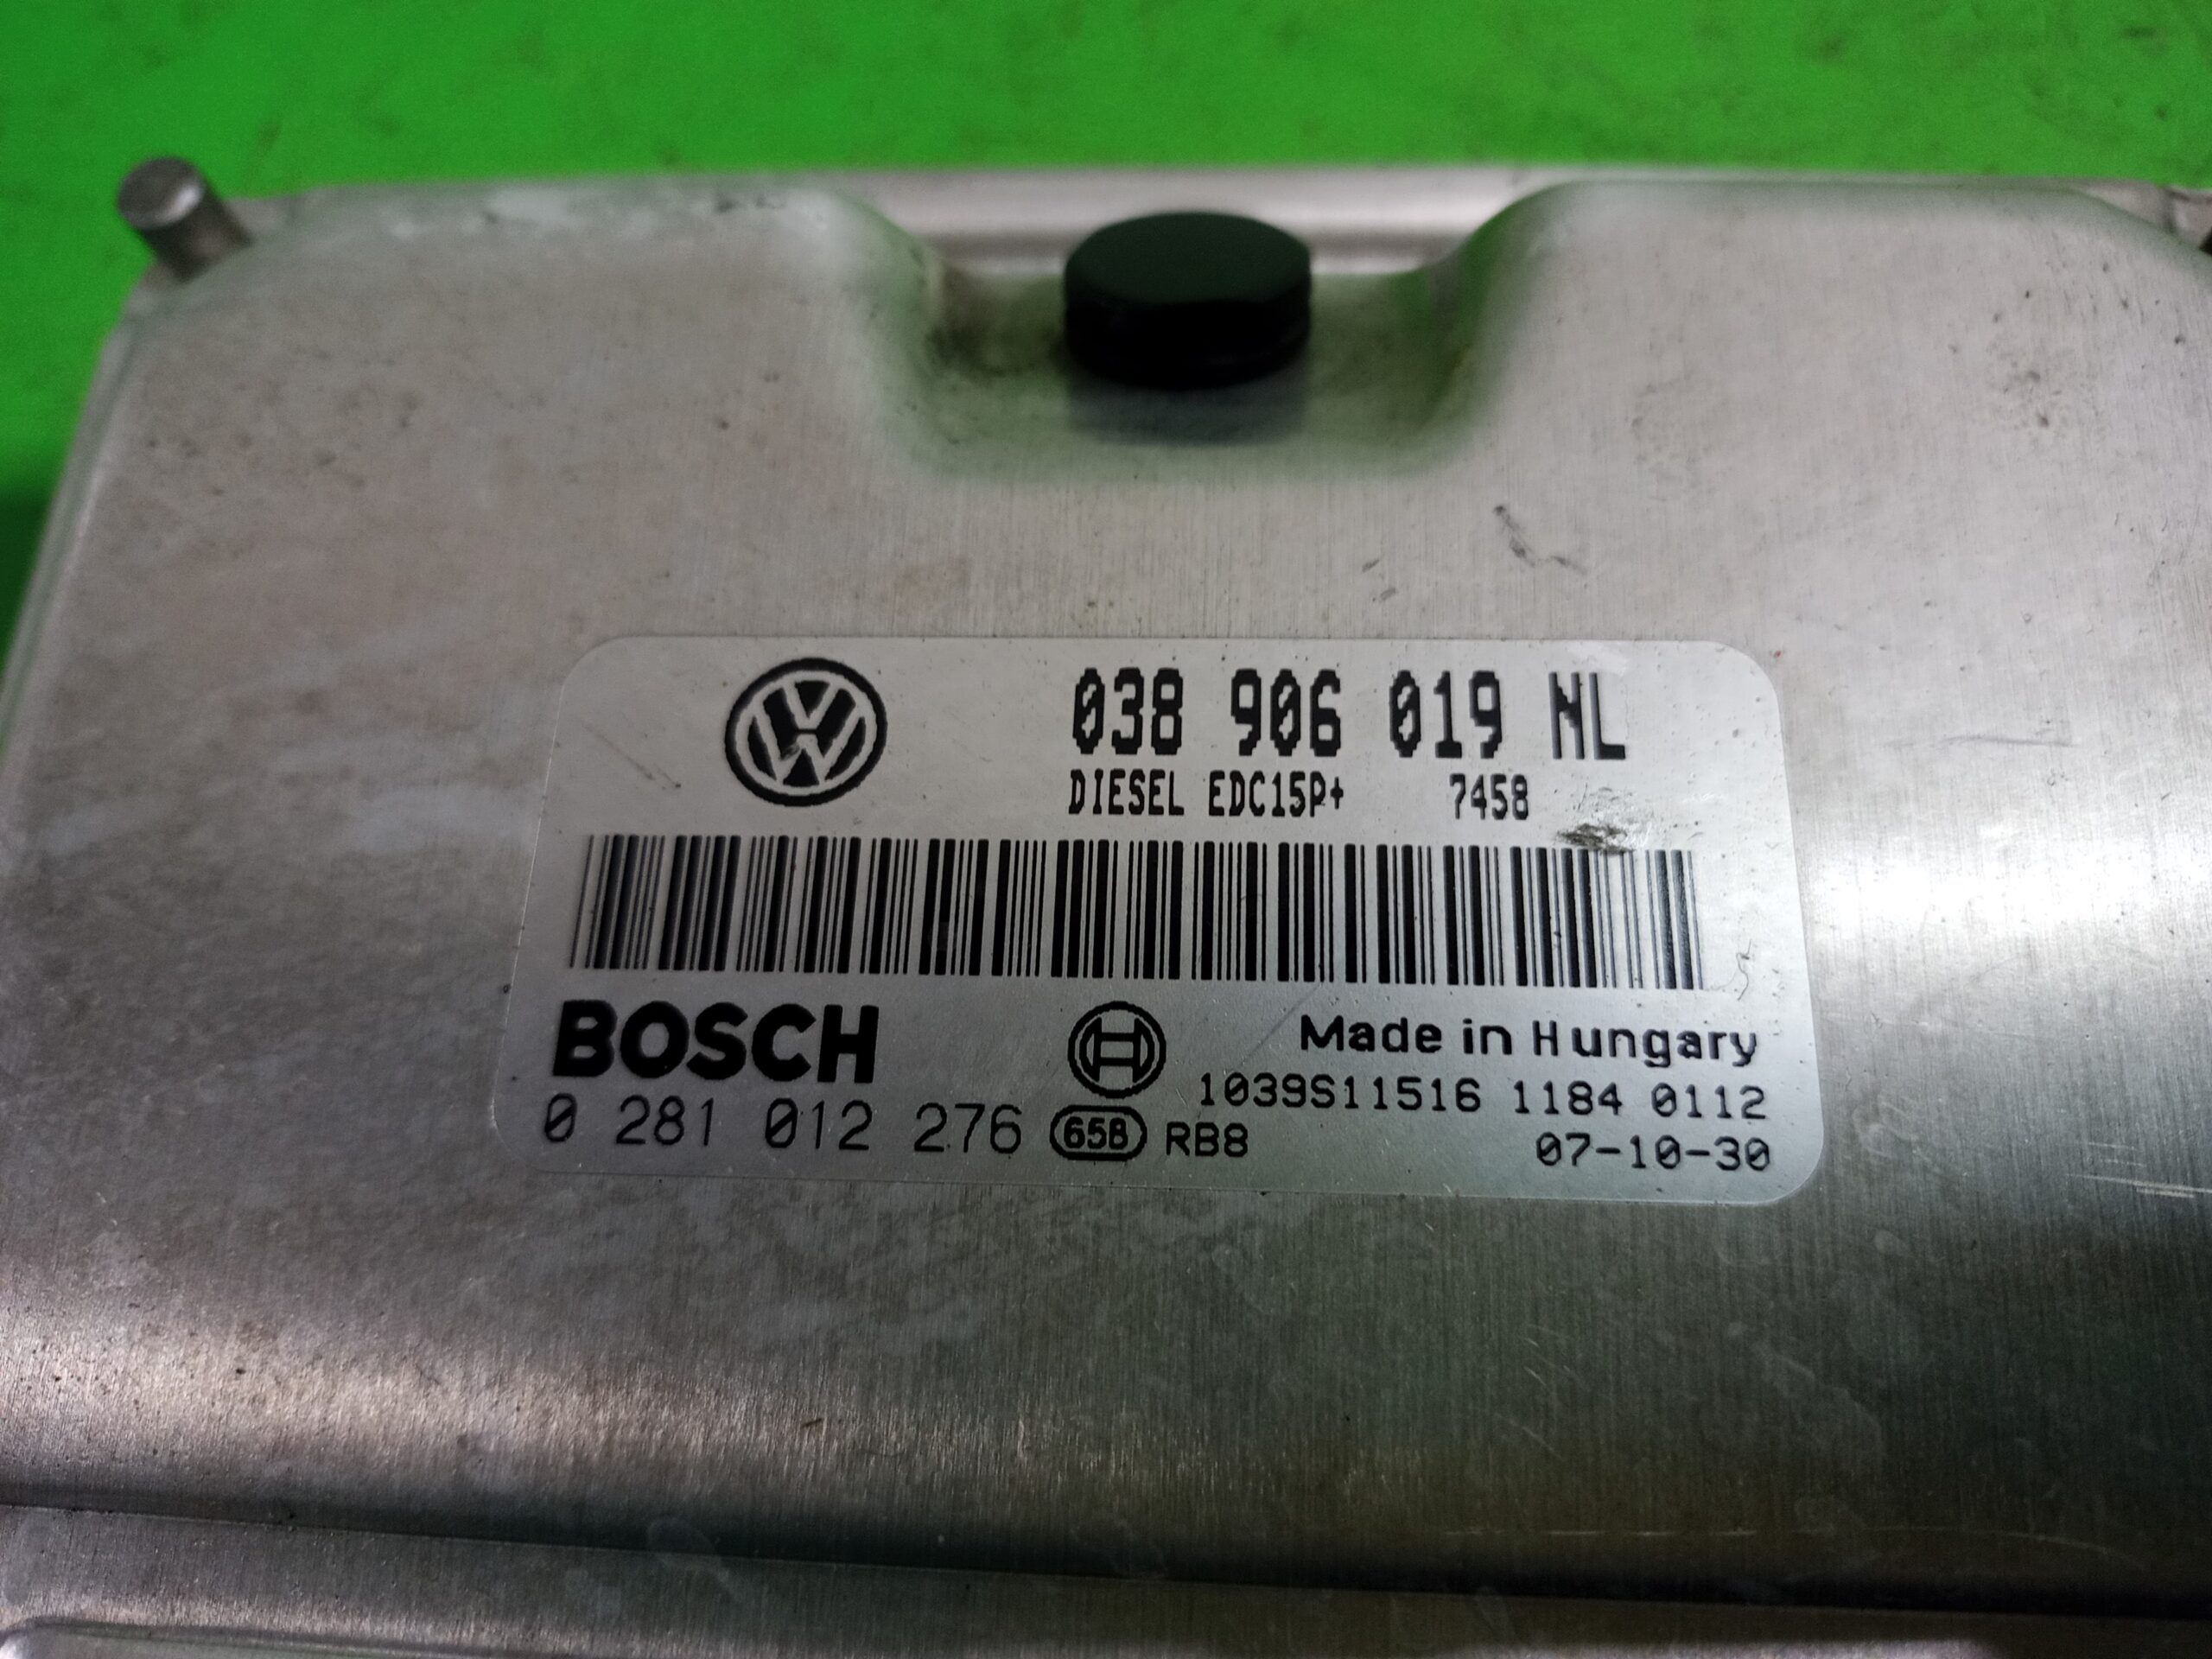 038 906 019 NL
DIESEL EDC15P+ 7458
BOSCH
Made in Hungary
1039S11516 1184 0112
0 281 012 276 65B RB8
07-10-30